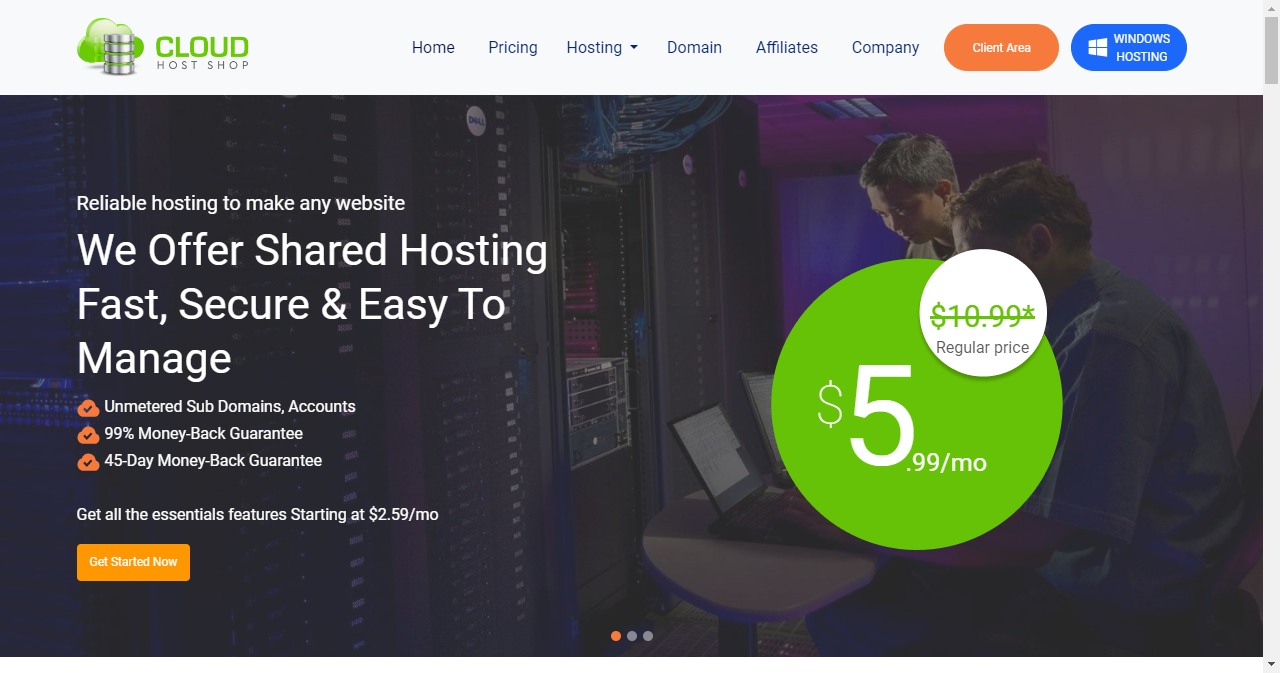 CLOUD
HOST SHOP
Home
Pricing
Hosting
Domain
Affiliates
Company
Client Area
WINDOWS
HOSTING
DELL
Reliable hosting to make any website
We Offer Shared Hosting
Fast, Secure & Easy To
Manage
Unmetered Sub Domains, Accounts
99% Money-Back Guarantee
45-Day Money-Back Guarantee
Get all the essentials features Starting at $2.59/mo
Get Started Now
$10.99*
Regular price
$5.99/mo